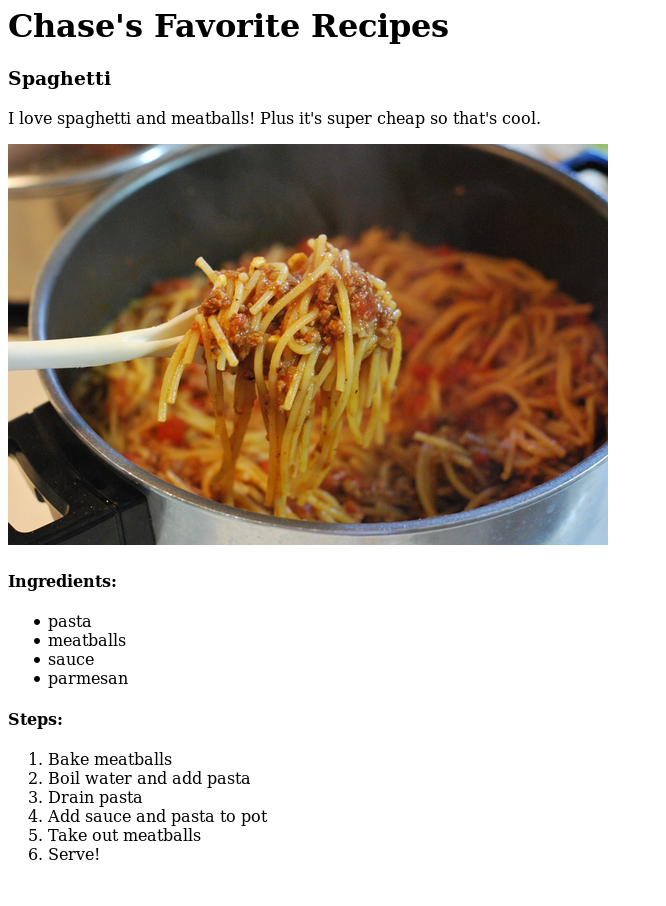 Chase's Favorite Recipes
Spaghetti
I love spaghetti and meatballs! Plus it's super cheap so that's cool.
Ingredients:
• pasta
• meatballs
• sauce
• parmesan
Steps:
1. Bake meatballs
2. Boil water and add pasta
3. Drain pasta
4. Add sauce and pasta to pot
5. Take out meatballs
6. Serve!